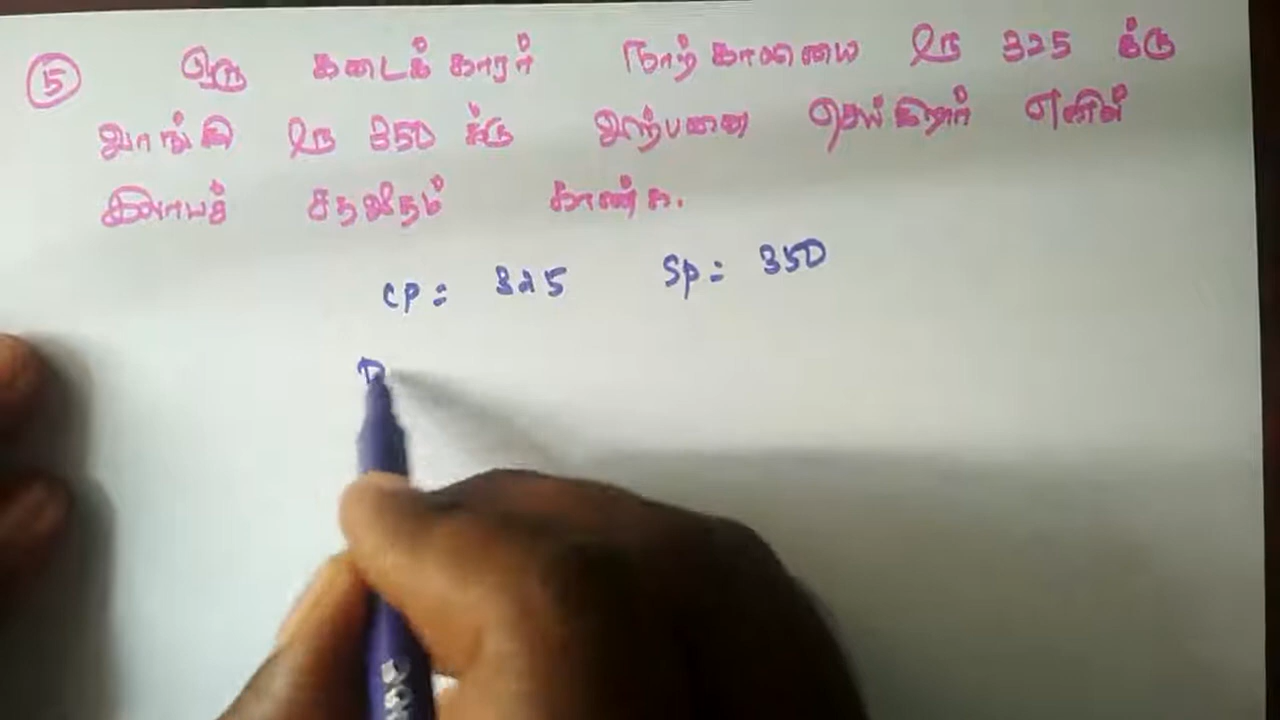 ⑤ ஒரு கடைக்காரர் நாற்காலியை ரூ 325 க்கு
வாங்கி ரூ 350 க்கு விற்பனை செய்கிறார் எனில்
இலாபச் சதவீதம் காண்க.
CP = 325 SP = 350
P